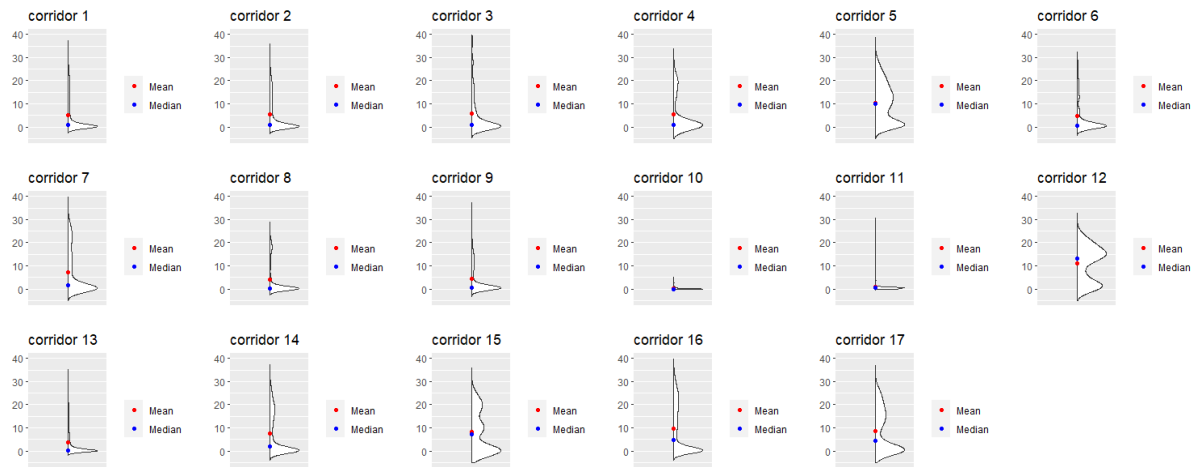 corridor 1
40
30
20
10
0
Mean
Median
corridor 2
40
30
20
10
0
Mean
Median
corridor 3
40
30
20
10
0
Mean
Median
corridor 4
40
30
20
10
0
Mean
Median
corridor 5
40
30
20
10
0
Mean
Median
corridor 6
40
30
20
10
0
Mean
Median
corridor 7
40
30
20
10
0
Mean
Median
corridor 8
40
30
20
10
0
Mean
Median
corridor 9
40
30
20
10
0
Mean
Median
corridor 10
40
30
20
10
0
Mean
Median
corridor 11
40
30
20
10
0
Mean
Median
corridor 12
40
30
20
10
0
Mean
Median
corridor 13
40
30
20
10
0
Mean
Median
corridor 14
40
30
20
10
0
Mean
Median
corridor 15
40
30
20
10
0
Mean
Median
corridor 16
40
30
20
10
0
Mean
Median
corridor 17
40
30
20
10
0
Mean
Median